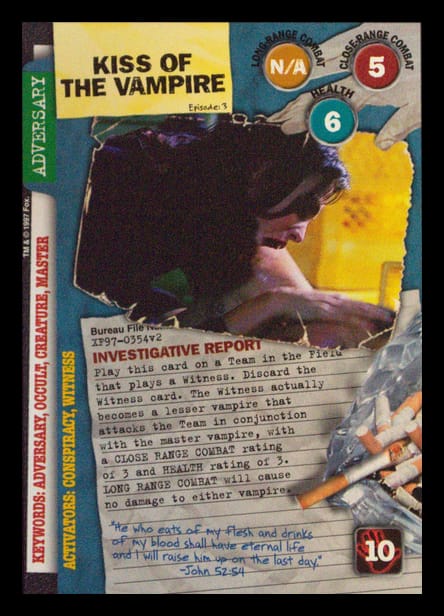 KISS OF
THE VAMPIRE
Episode: 3
LONG-RANGE COMBAT
N/A
CLOSE-RANGE COMBAT
5
HEALTH
6
ADVERSARY
TM & © 1997 Fox.
KEYWORDS: ADVERSARY, OCCULT, CREATURE, MASTER
ACTIVATORS: CONSPIRACY, WITNESS
Bureau File
XF97-0354v2
INVESTIGATIVE REPORT
Play this card on a Team in the Field
that plays a Witness. Discard the
Witness card. The Witness actually
becomes a lesser vampire that
attacks the Team in conjunction
with the master vampire, with
a CLOSE RANGE COMBAT rating
of 3 and HEALTH rating of 3.
LONG RANGE COMBAT will cause
no damage to either vampire.
"He who eats of my flesh and drinks
of my blood shall have eternal life
and I will raise him up on the last day."
-John 52-54
10